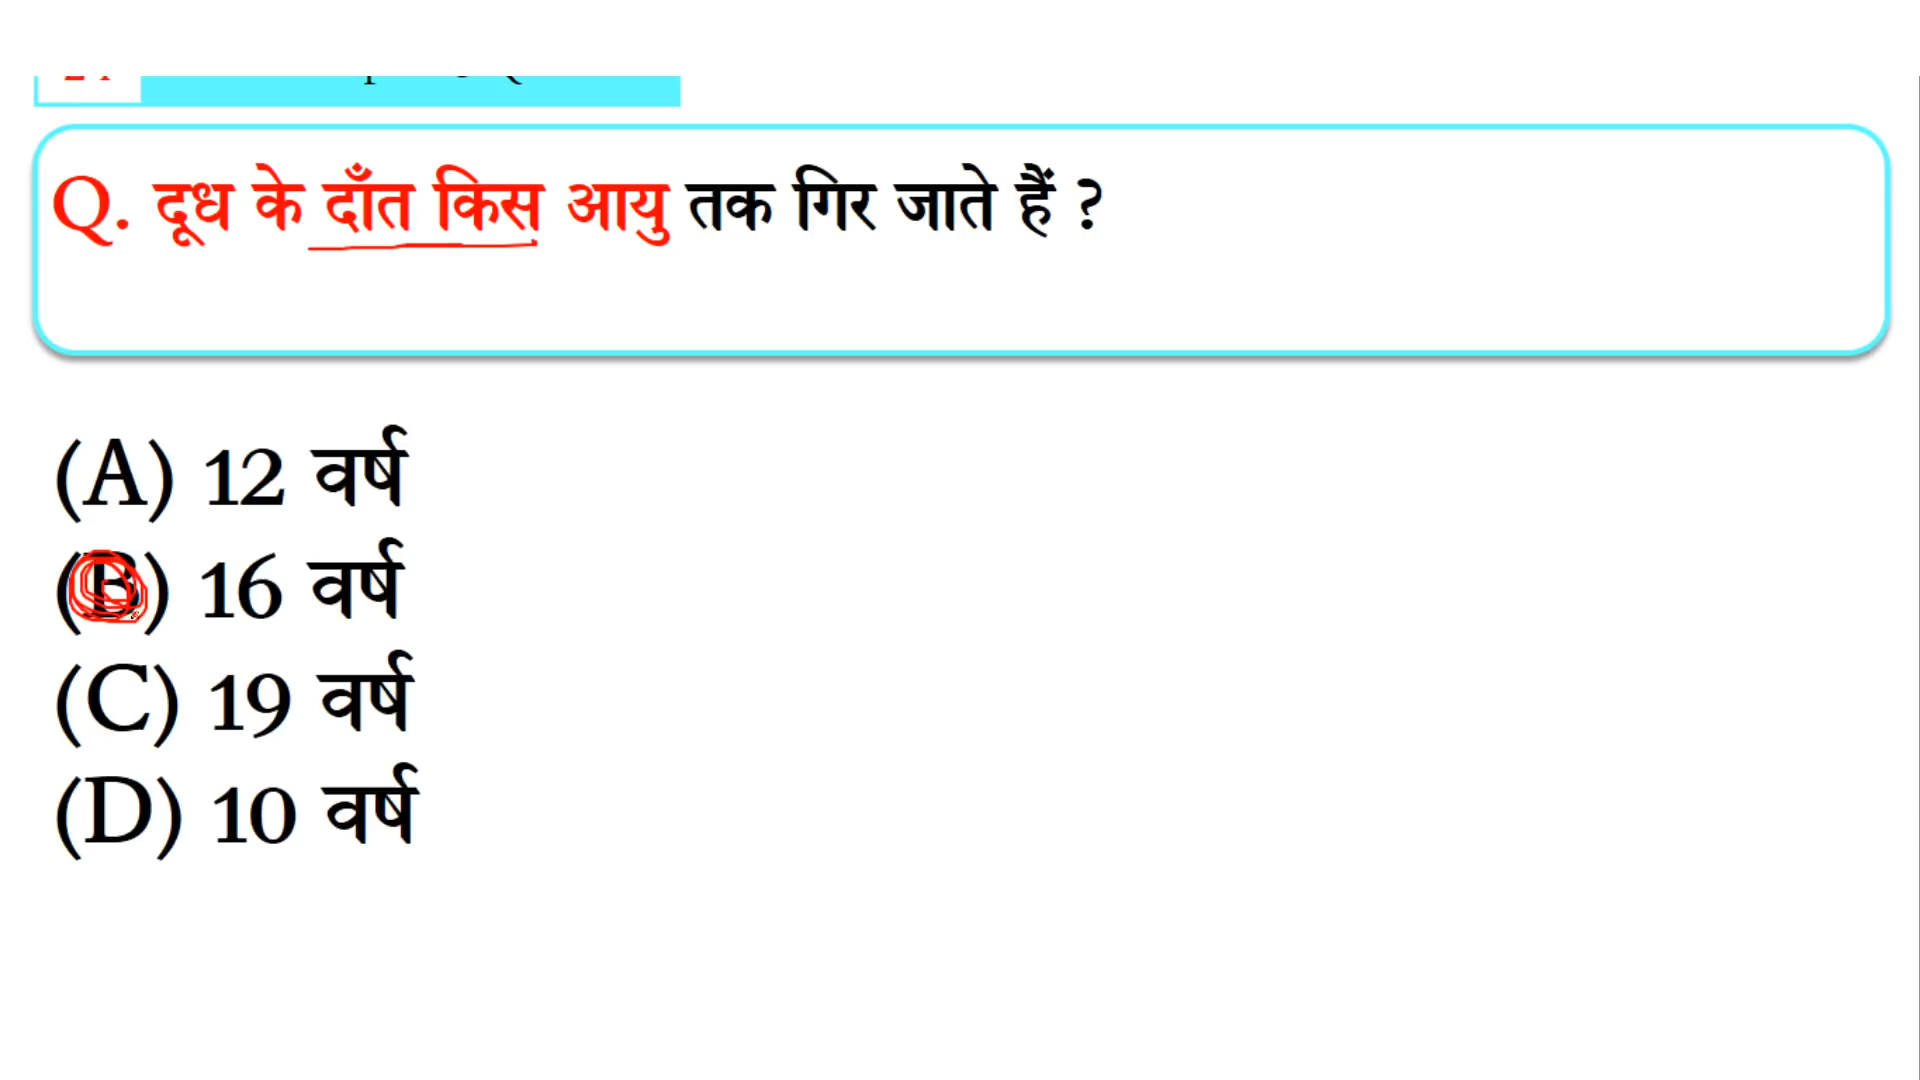 Q. दूध के दाँत किस आयु तक गिर जाते हैं ?
(A) 12 वर्ष
(B) 16 वर्ष
(C) 19 वर्ष
(D) 10 वर्ष